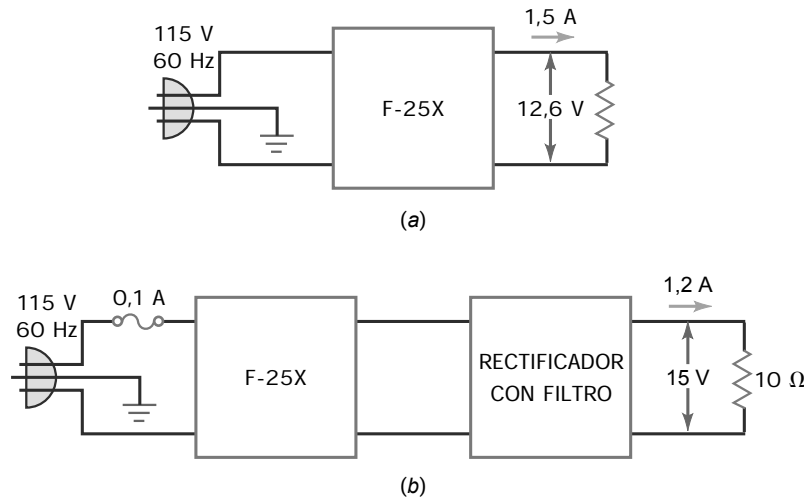 1,5 A
115 V
60 Hz
F-25X
12,6 V
(a)
1,2 A
115 V
0,1 A
60 Hz
F-25X
RECTIFICADOR
CON FILTRO
15 V
10 Ω
(b)